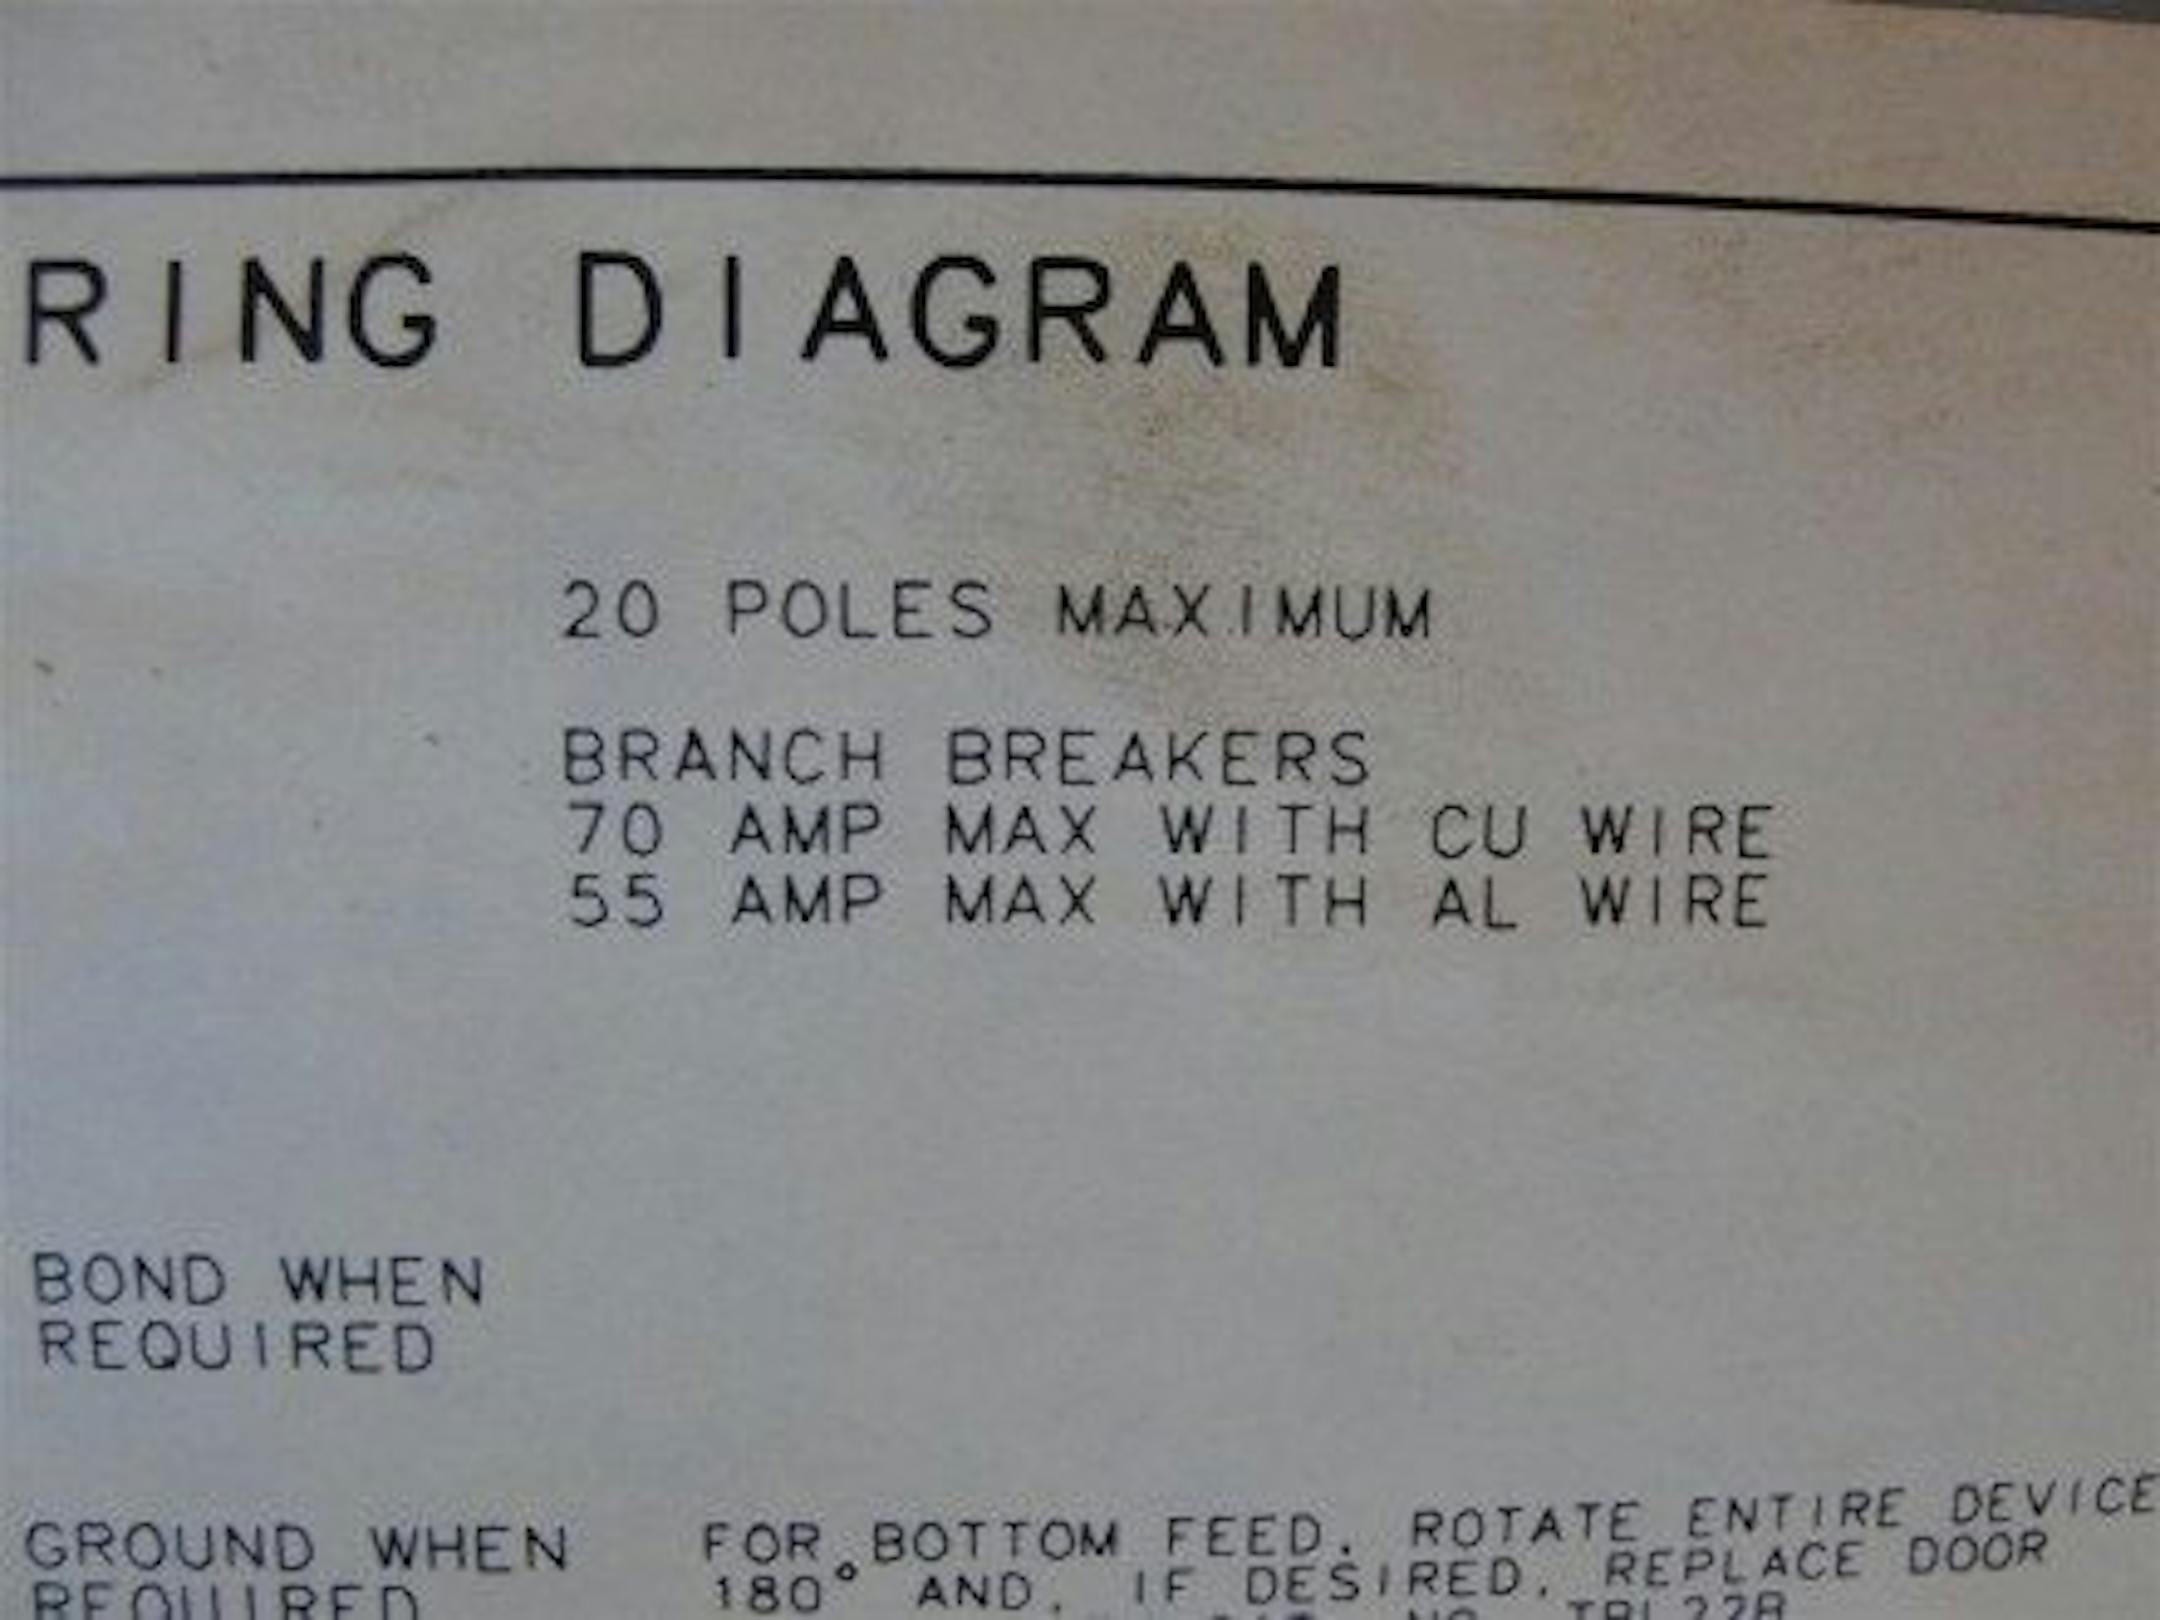 RING DIAGRAM
20 POLES MAXIMUM
BRANCH BREAKERS
70 AMP MAX WITH CU WIRE
55 AMP MAX WITH AL WIRE
BOND WHEN
REQUIRED
GROUND WHEN
REQUIRED
FOR BOTTOM FEED, ROTATE ENTIRE DEVICE
180° AND, IF DESIRED, REPLACE DOOR